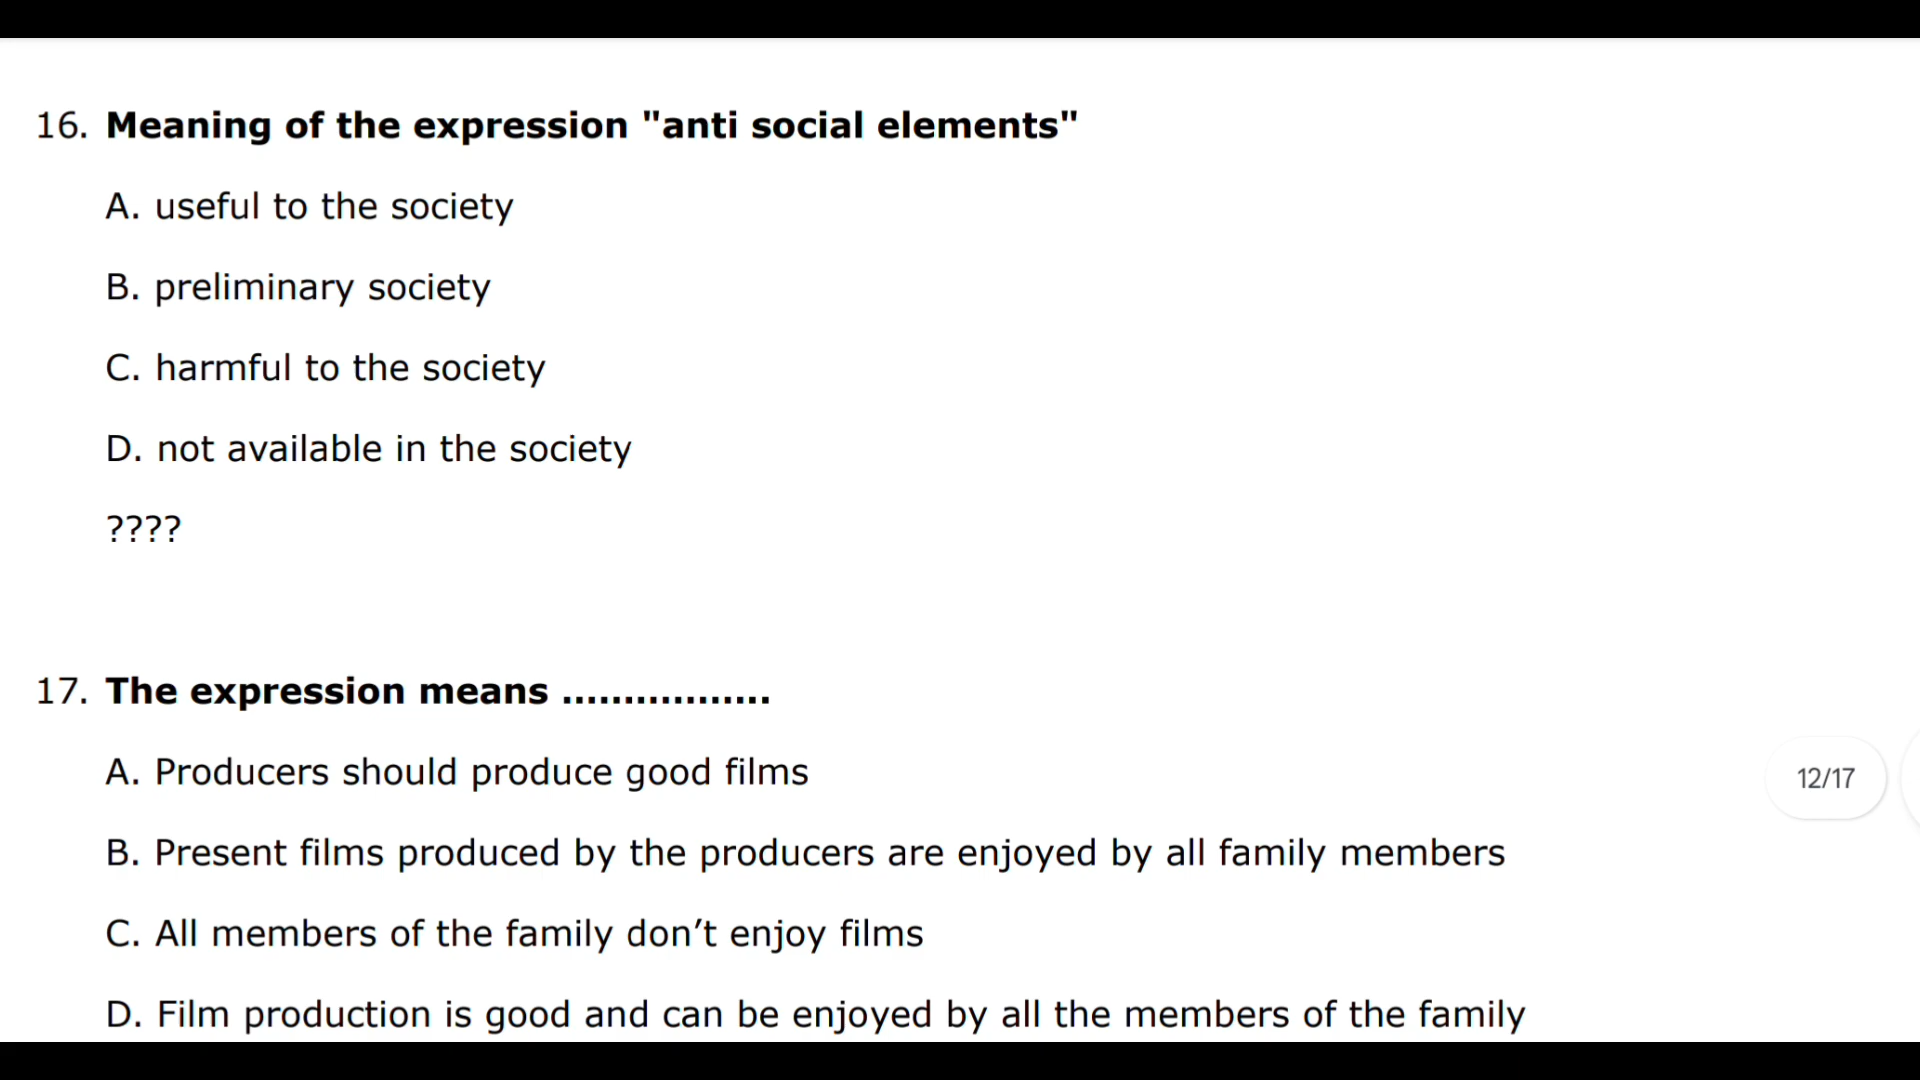 16. Meaning of the expression "anti social elements"
A. useful to the society
B. preliminary society
C. harmful to the society
D. not available in the society
????
17. The expression means .................
A. Producers should produce good films
12/17
B. Present films produced by the producers are enjoyed by all family members
C. All members of the family don’t enjoy films
D. Film production is good and can be enjoyed by all the members of the family